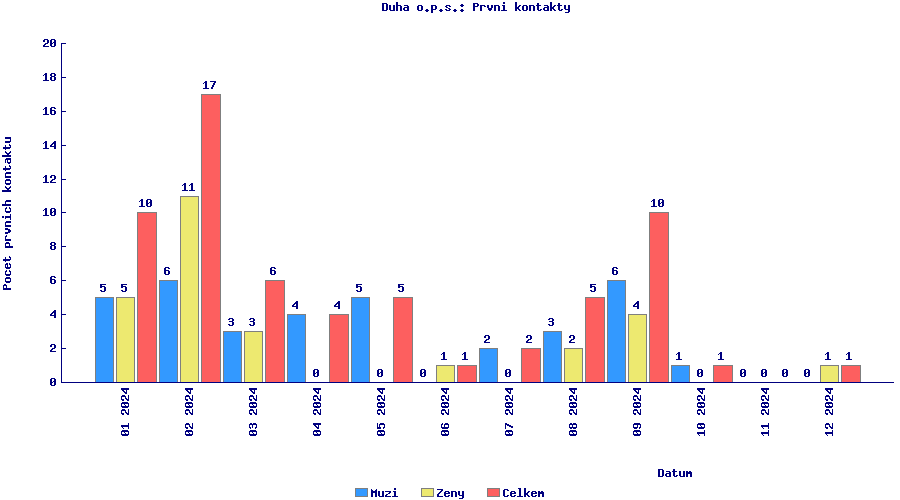 Duha o.p.s.: Prvni kontakty
Pocet prvnich kontaktu
20
18
16
14
12
10
8
6
4
2
0
5 5 10
6 11 17
3 3 6
4 0 4
5 0 5
0 1 1
2 0 2
3 2 5
6 4 10
1 0 1
0 0 0
0 1 1
01 2024
02 2024
03 2024
04 2024
05 2024
06 2024
07 2024
08 2024
09 2024
10 2024
11 2024
12 2024
Datum
Muzi Zeny Celkem